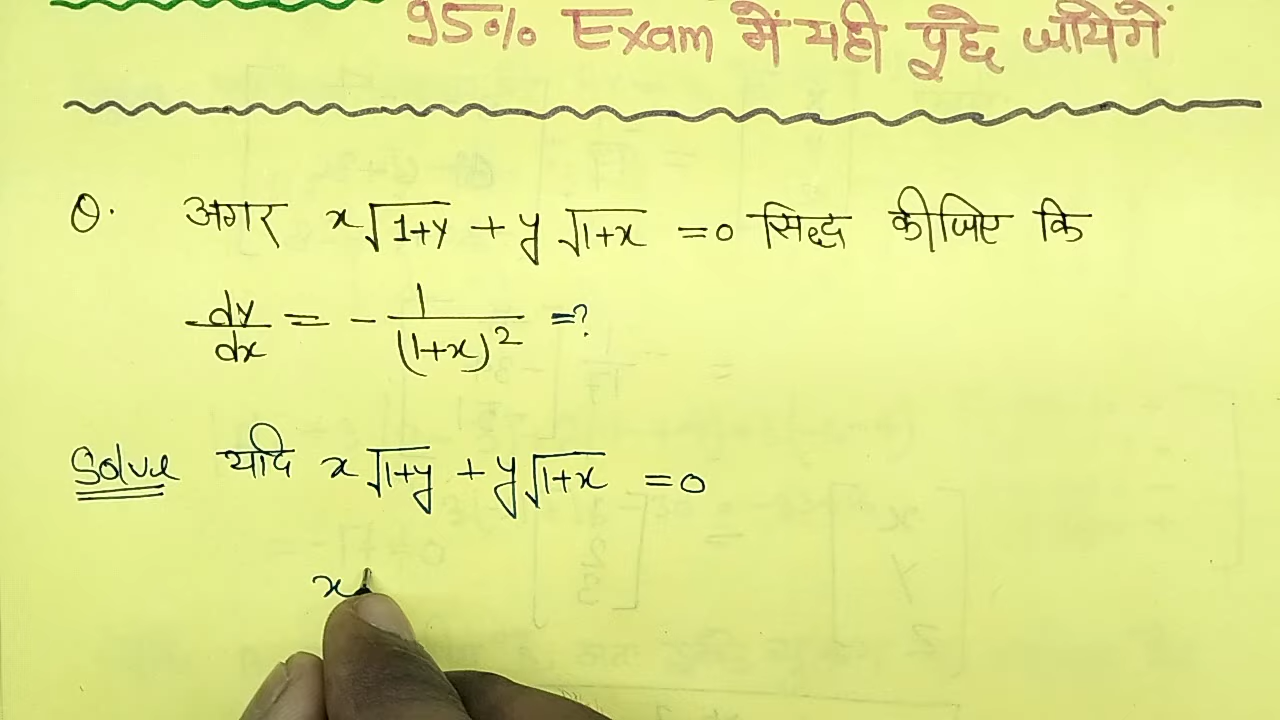 95% Exam में यही पूछे जायेगें
Q. अगर x√1+y + y√1+x = 0 सिद्ध कीजिए कि
dy/dx = - 1/(1+x)² =?
Solve यदि x√1+y + y√1+x = 0
x